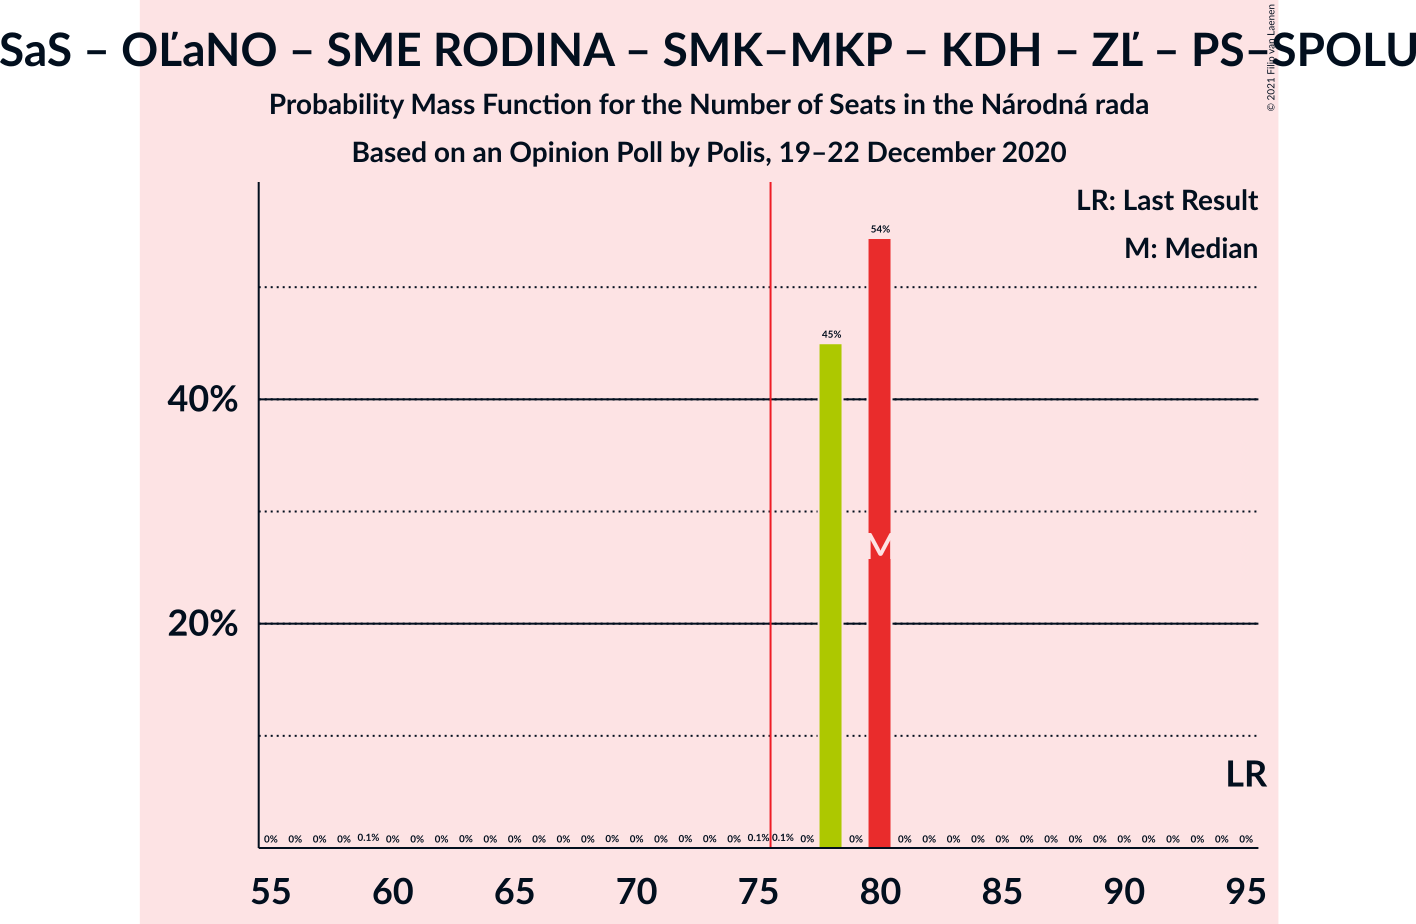 SaS – OĽaNO – SME RODINA – SMK–MKP – KDH – ZĽ – PS–SPOLU
© 2021 Filip van Laenen
Probability Mass Function for the Number of Seats in the Národná rada
Based on an Opinion Poll by Polis, 19–22 December 2020
LR: Last Result
M: Median
54%
45%
40%
M
20%
LR
0% 0% 0% 0% 0.1% 0% 0% 0% 0% 0% 0% 0% 0% 0% 0% 0% 0% 0% 0% 0% 0.1% 0.1% 0% 0% 0% 0% 0% 0% 0% 0% 0% 0% 0% 0% 0% 0% 0% 0% 0%
55 60 65 70 75 80 85 90 95